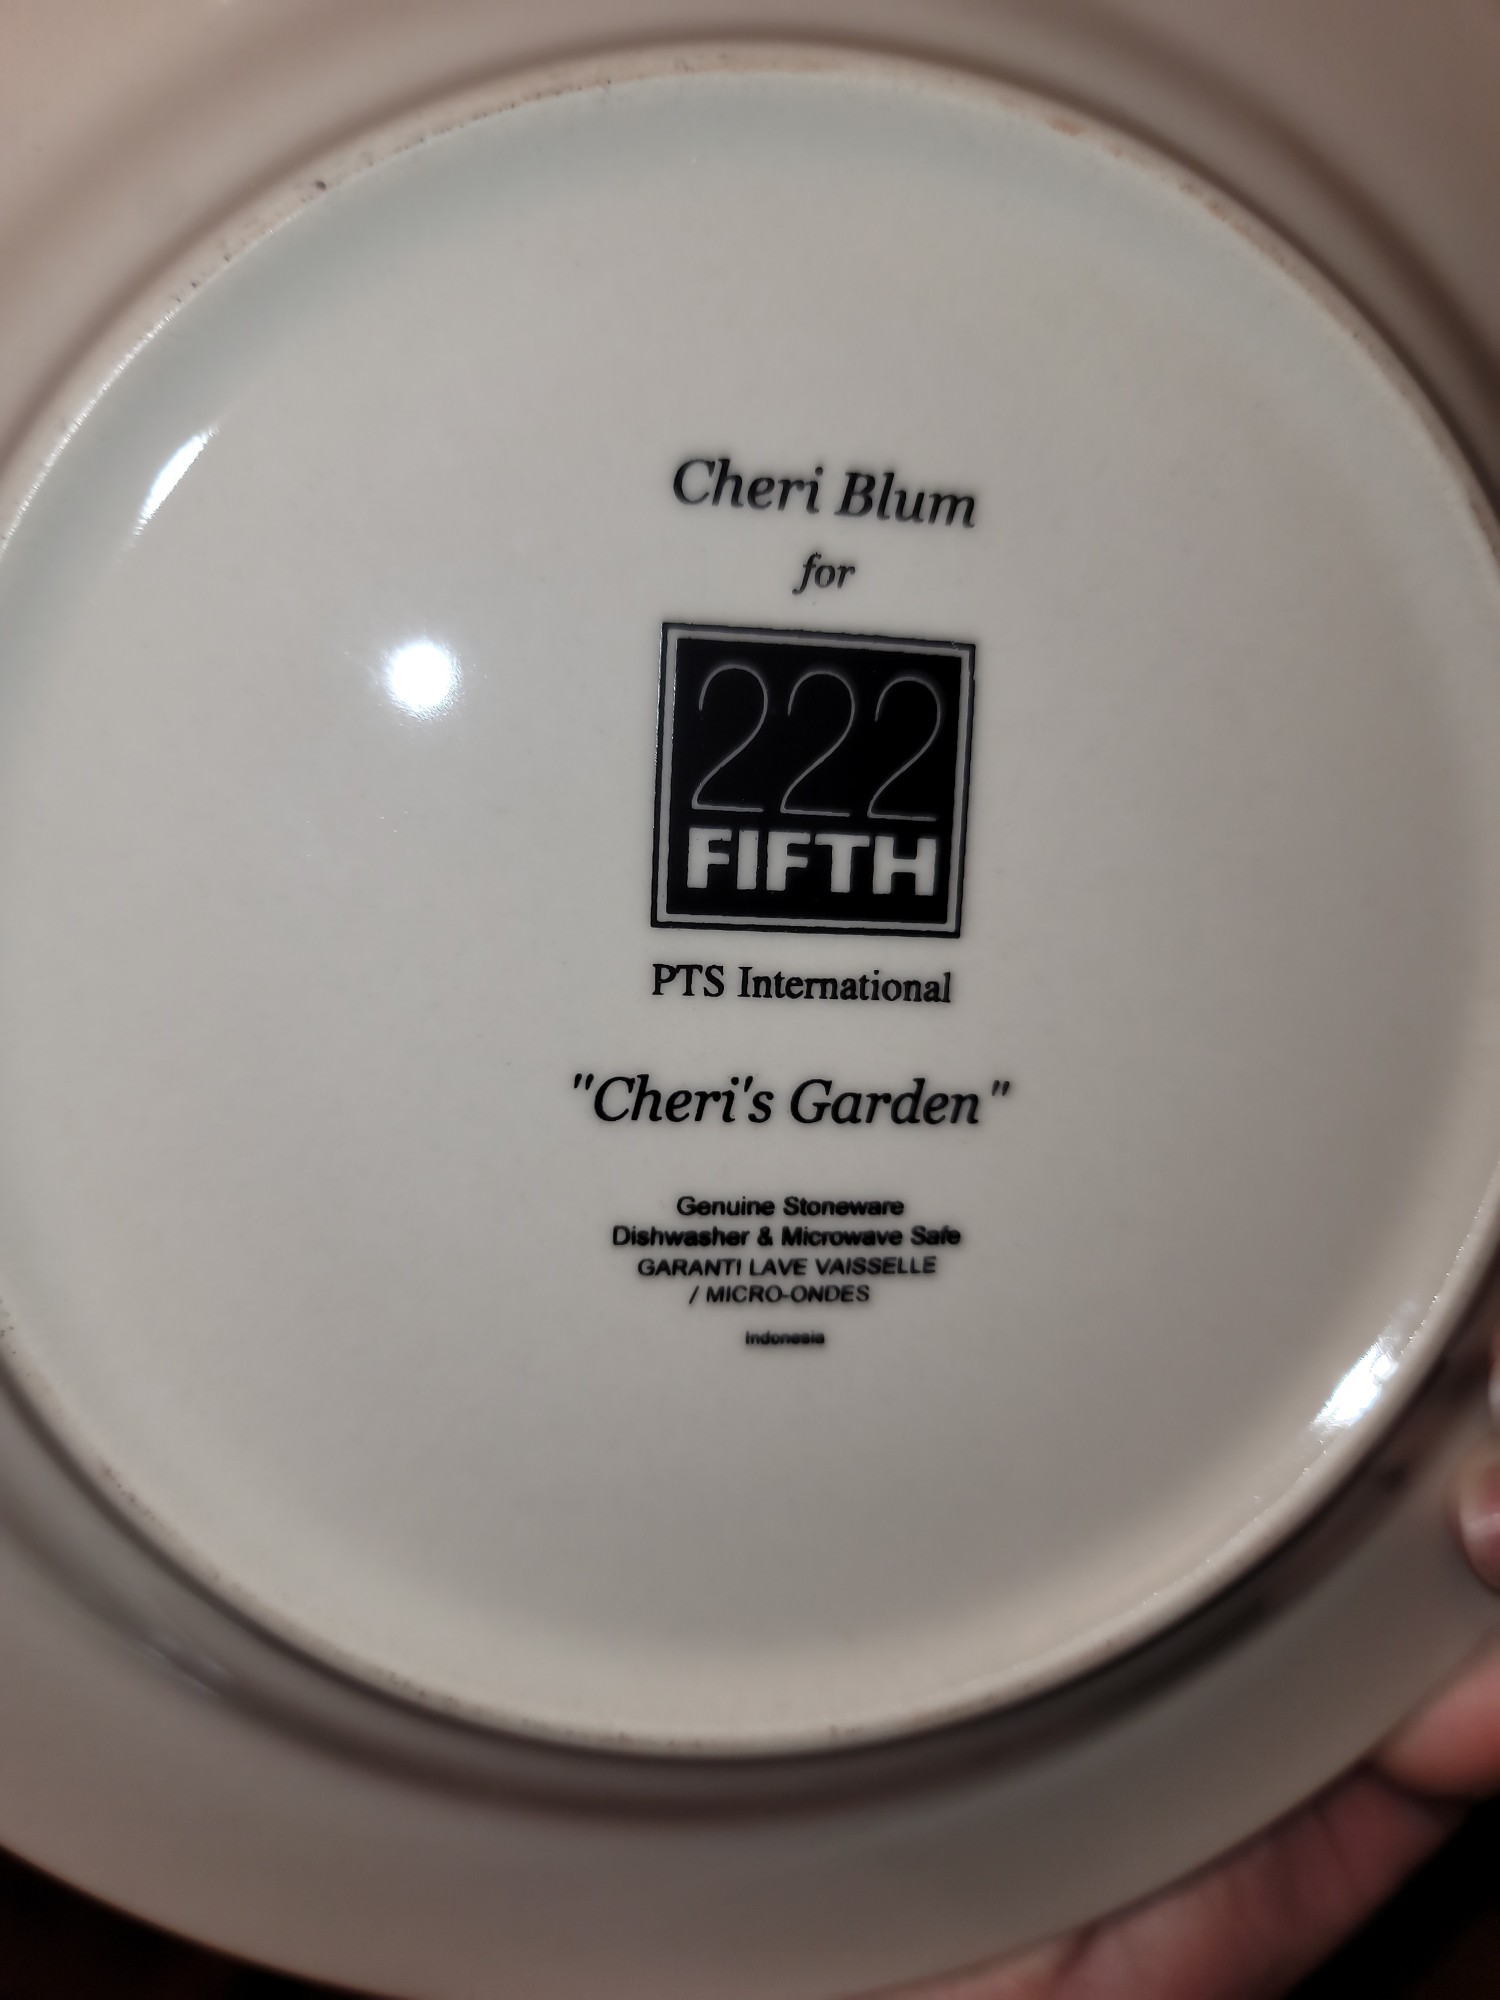 Cheri Blum
for
222
FIFTH
PTS International
"Cheri's Garden"
Genuine Stoneware
Dishwasher & Microwave Safe
GARANTI LAVE VAISSELLE
/ MICRO-ONDES
Indonesia